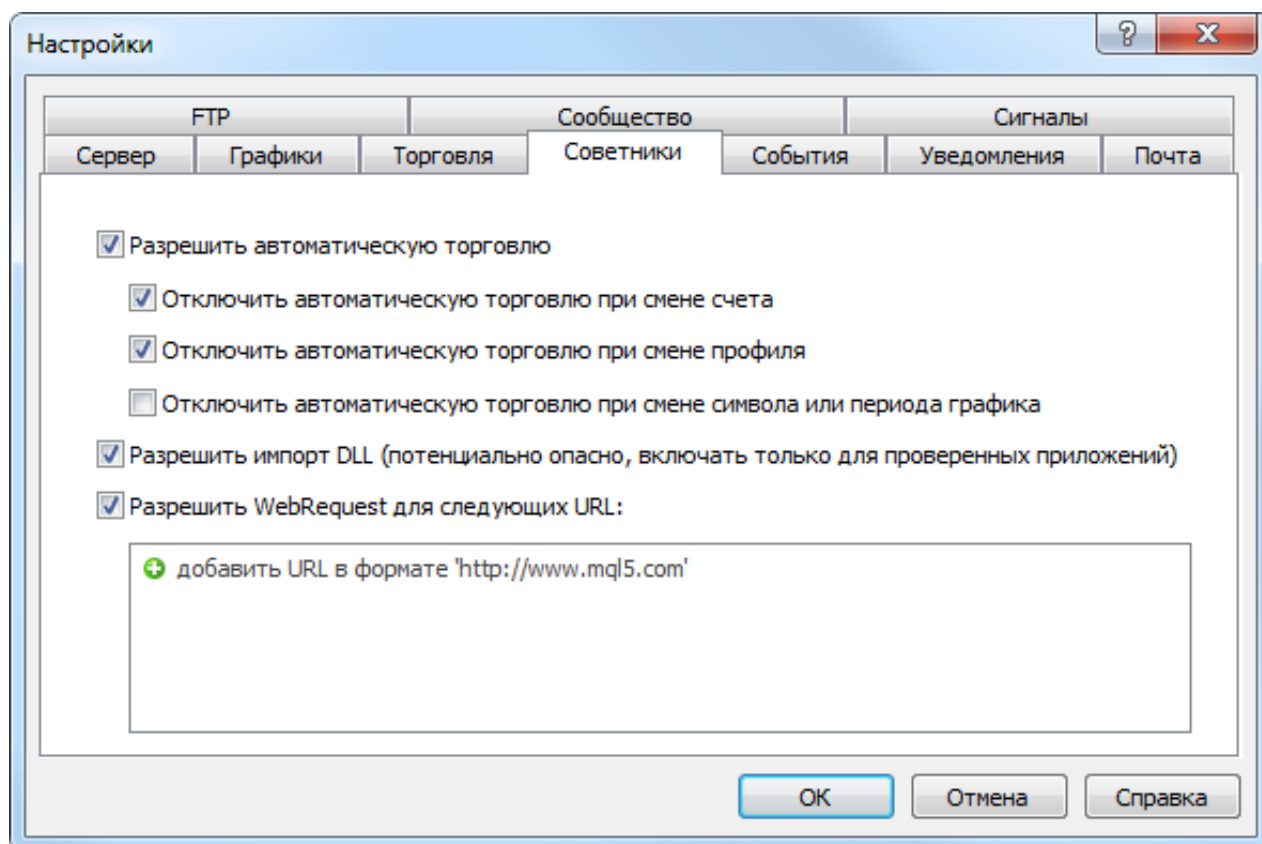 Настройки
FTP Сообщество Сигналы
Сервер Графики Торговля Советники События Уведомления Почта
Разрешить автоматическую торговлю
Отключить автоматическую торговлю при смене счета
Отключить автоматическую торговлю при смене профиля
Отключить автоматическую торговлю при смене символа или периода графика
Разрешить импорт DLL (потенциально опасно, включать только для проверенных приложений)
Разрешить WebRequest для следующих URL:
добавить URL в формате 'http://www.mql5.com'
ОК Отмена Справка